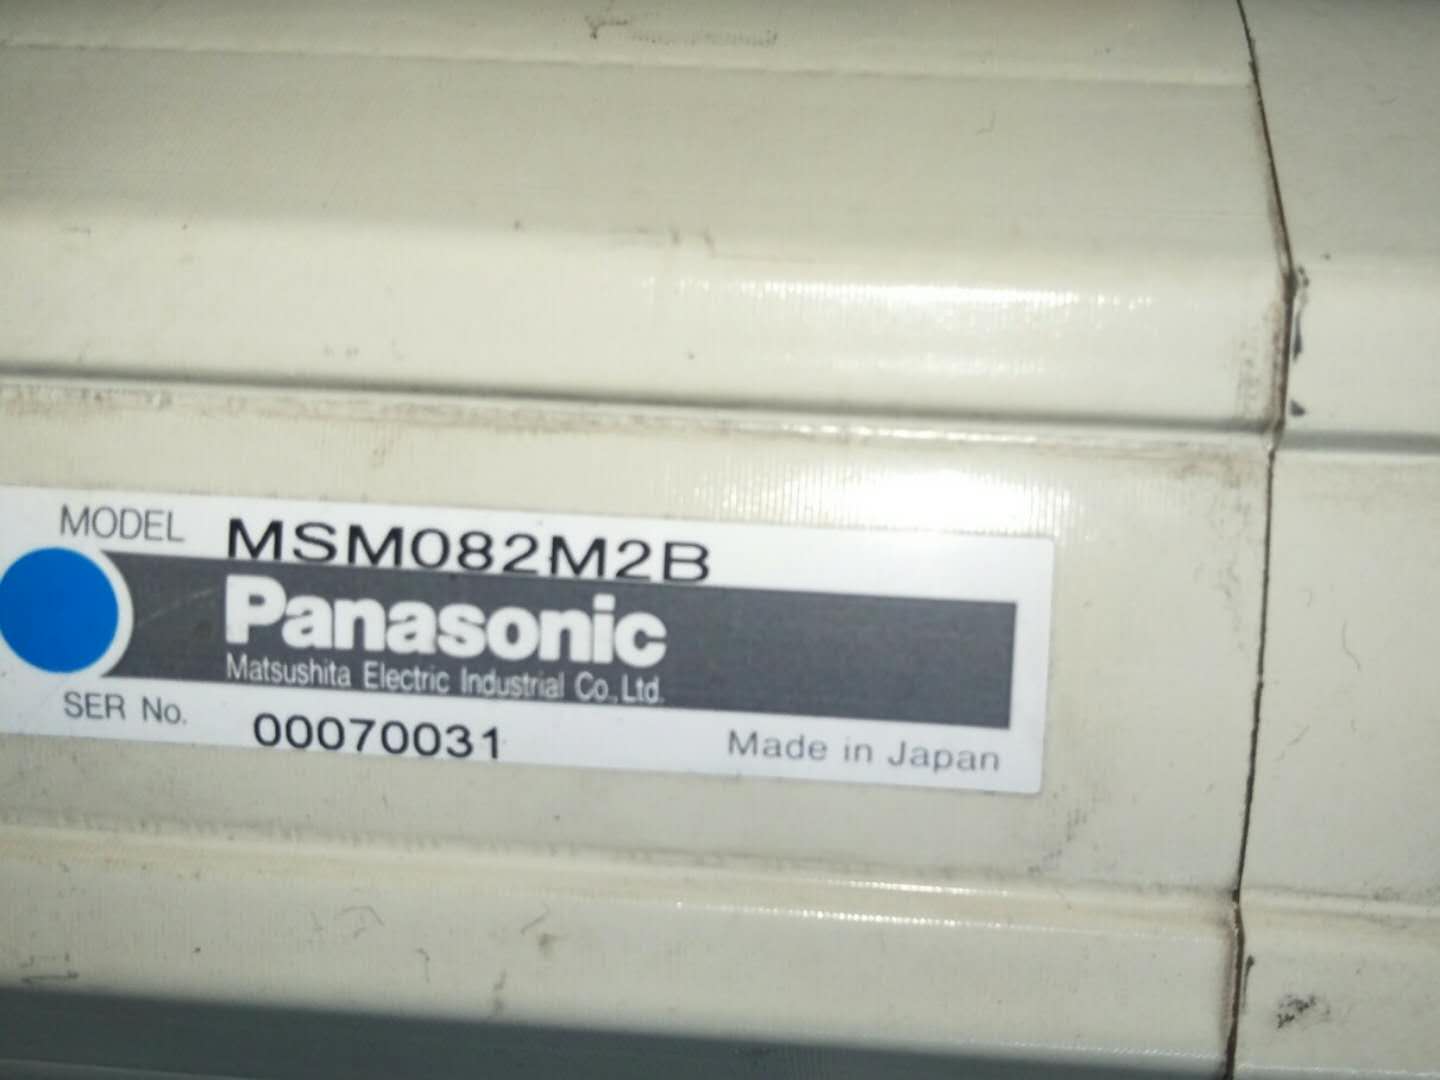 MODEL MSM082M2B
Panasonic
Matsushita Electric Industrial Co., Ltd.
SER No. 00070031
Made in Japan